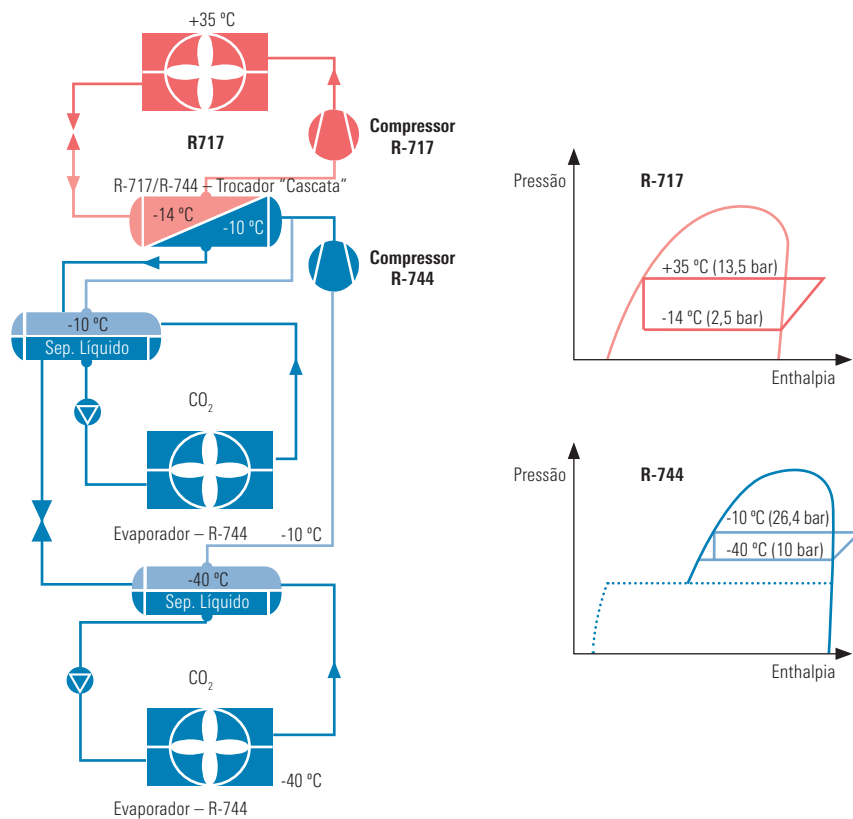 +35 ºC
R717
Compressor
R-717
R-717/R-744 – Trocador “Cascata”
-14 ºC
-10 ºC
Compressor
R-744
-10 ºC
Sep. Líquido
CO2
Evaporador – R-744
-10 ºC
-40 ºC
Sep. Líquido
CO2
-40 ºC
Evaporador – R-744
Pressão
R-717
+35 ºC (13,5 bar)
-14 ºC (2,5 bar)
Enthalpia
Pressão
R-744
-10 ºC (26,4 bar)
-40 ºC (10 bar)
Enthalpia